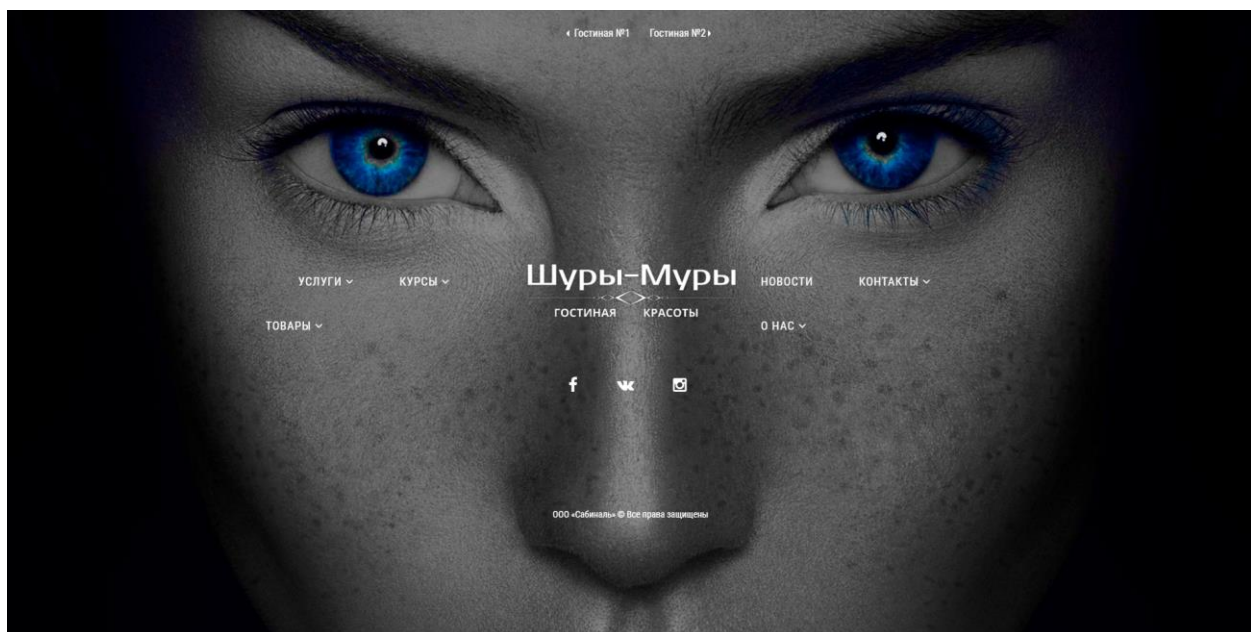 Гостиная №1 Гостиная №2
УСЛУГИ КУРСЫ Шуры-Муры НОВОСТИ КОНТАКТЫ
ГОСТИНАЯ КРАСОТЫ
ТОВАРЫ О НАС
ООО «Сабиналь» © Все права защищены